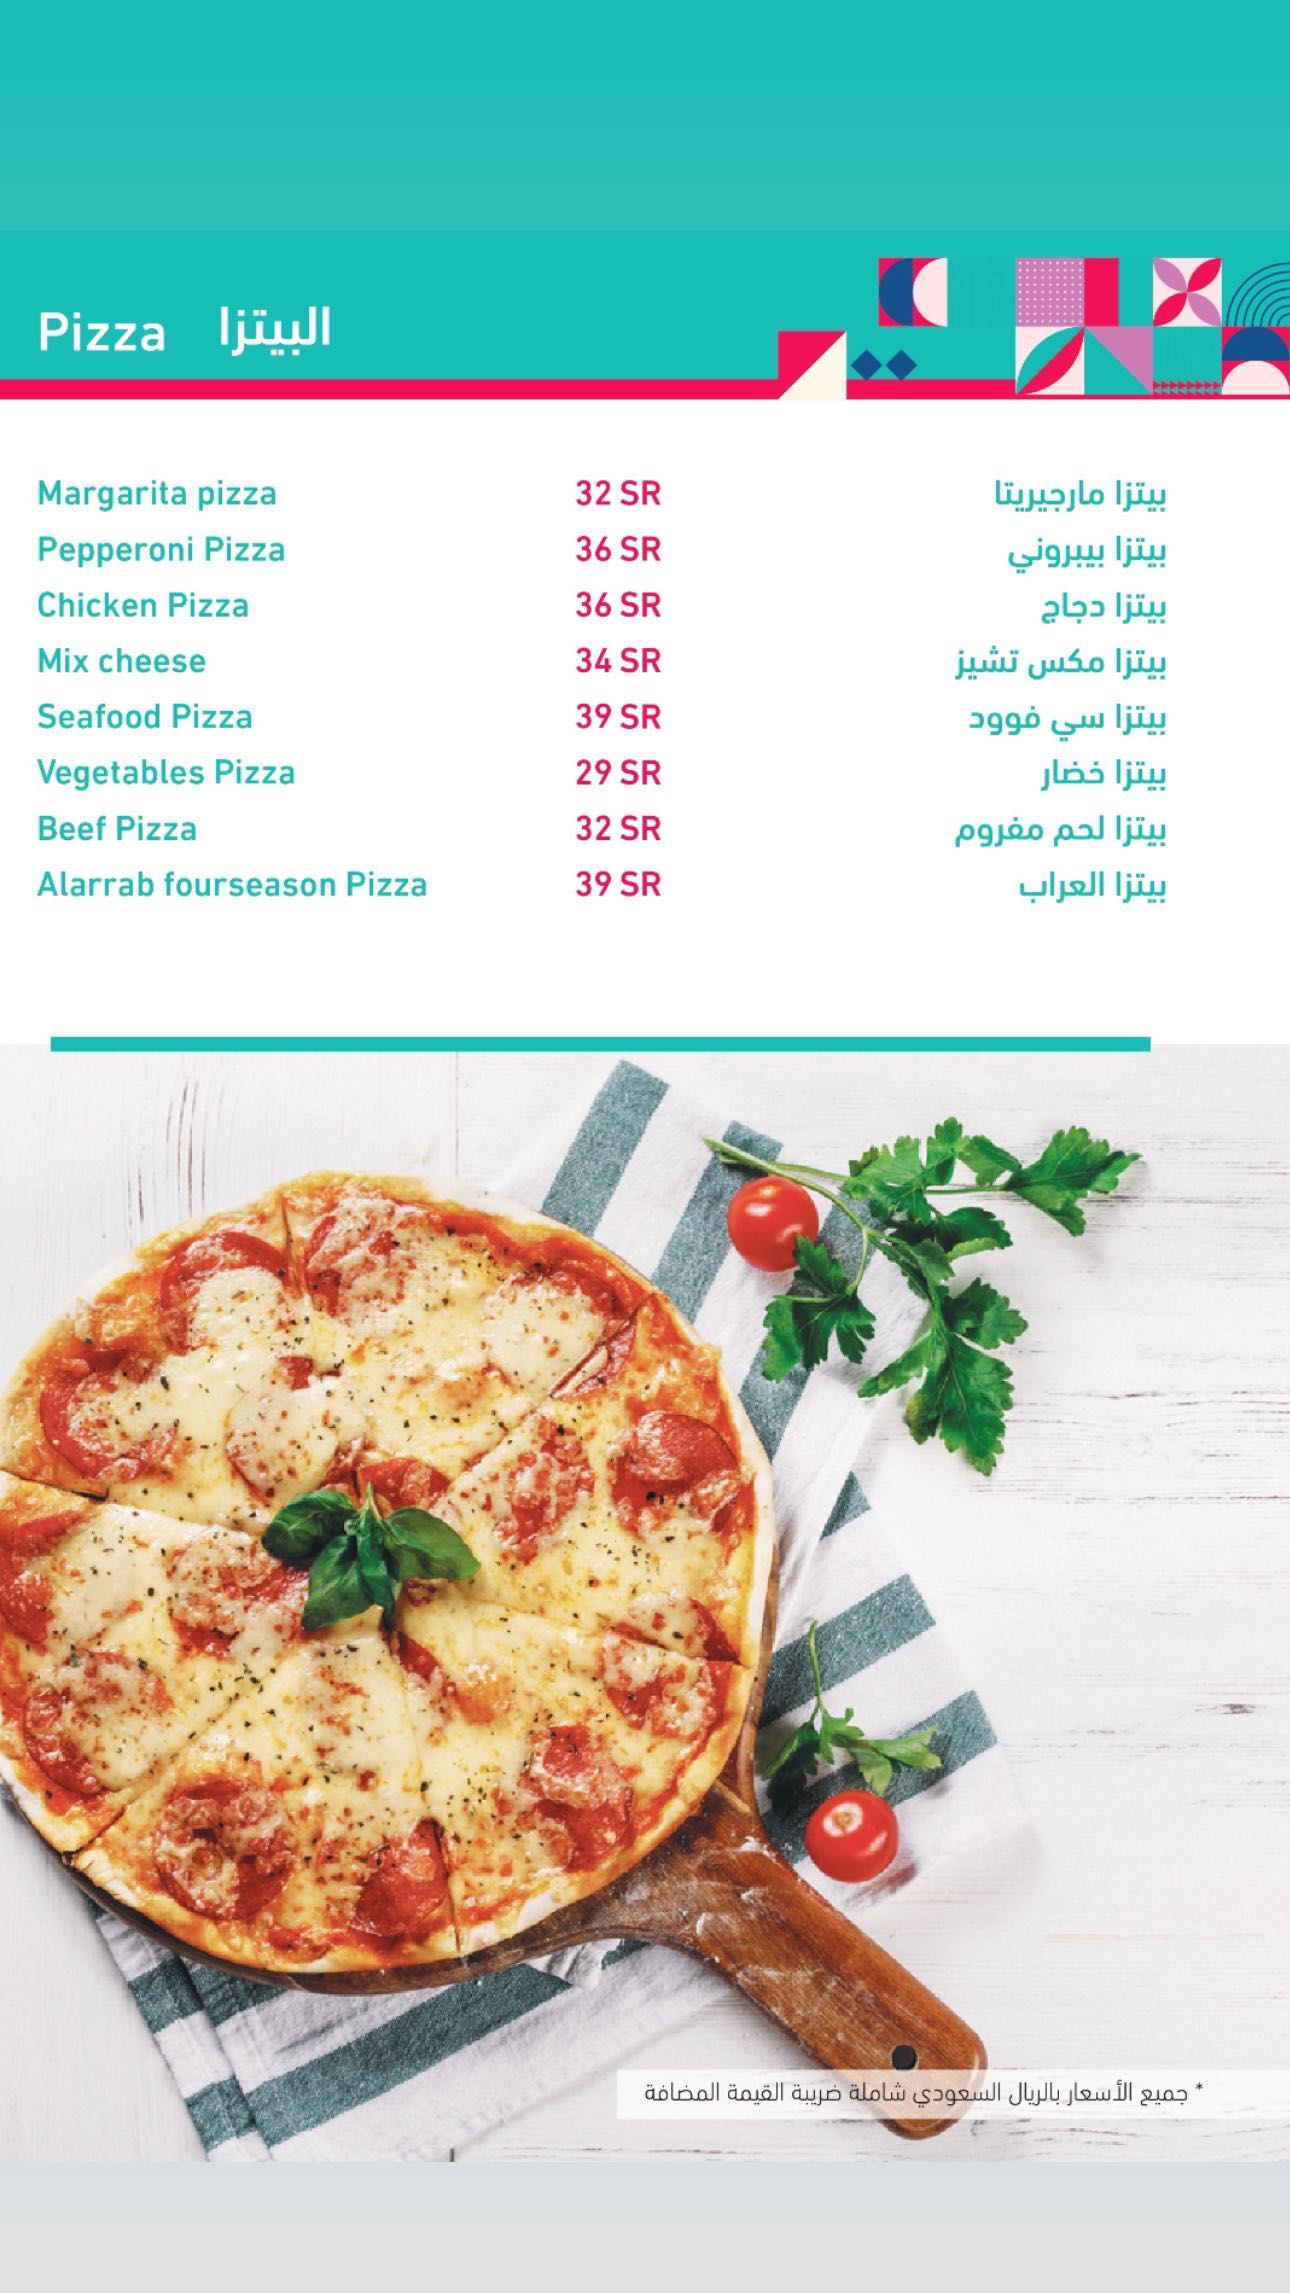 Pizza البيتزا
Margarita pizza 32 SR بيتزا مارجيريتا
Pepperoni Pizza 36 SR بيتزا بيبروني
Chicken Pizza 36 SR بيتزا دجاج
Mix cheese 34 SR بيتزا مكس تشيز
Seafood Pizza 39 SR بيتزا سي فوود
Vegetables Pizza 29 SR بيتزا خضار
Beef Pizza 32 SR بيتزا لحم مفروم
Alarrab fourseason Pizza 39 SR بيتزا العراب
* جميع الأسعار بالريال السعودي شاملة ضريبة القيمة المضافة